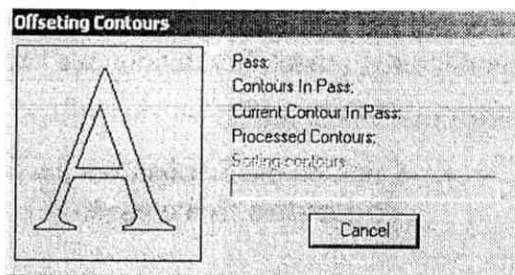 Offseting Contours
A
Pass:
Contours In Pass:
Current Contour In Pass:
Processed Contours:
Sorting contours...
Cancel